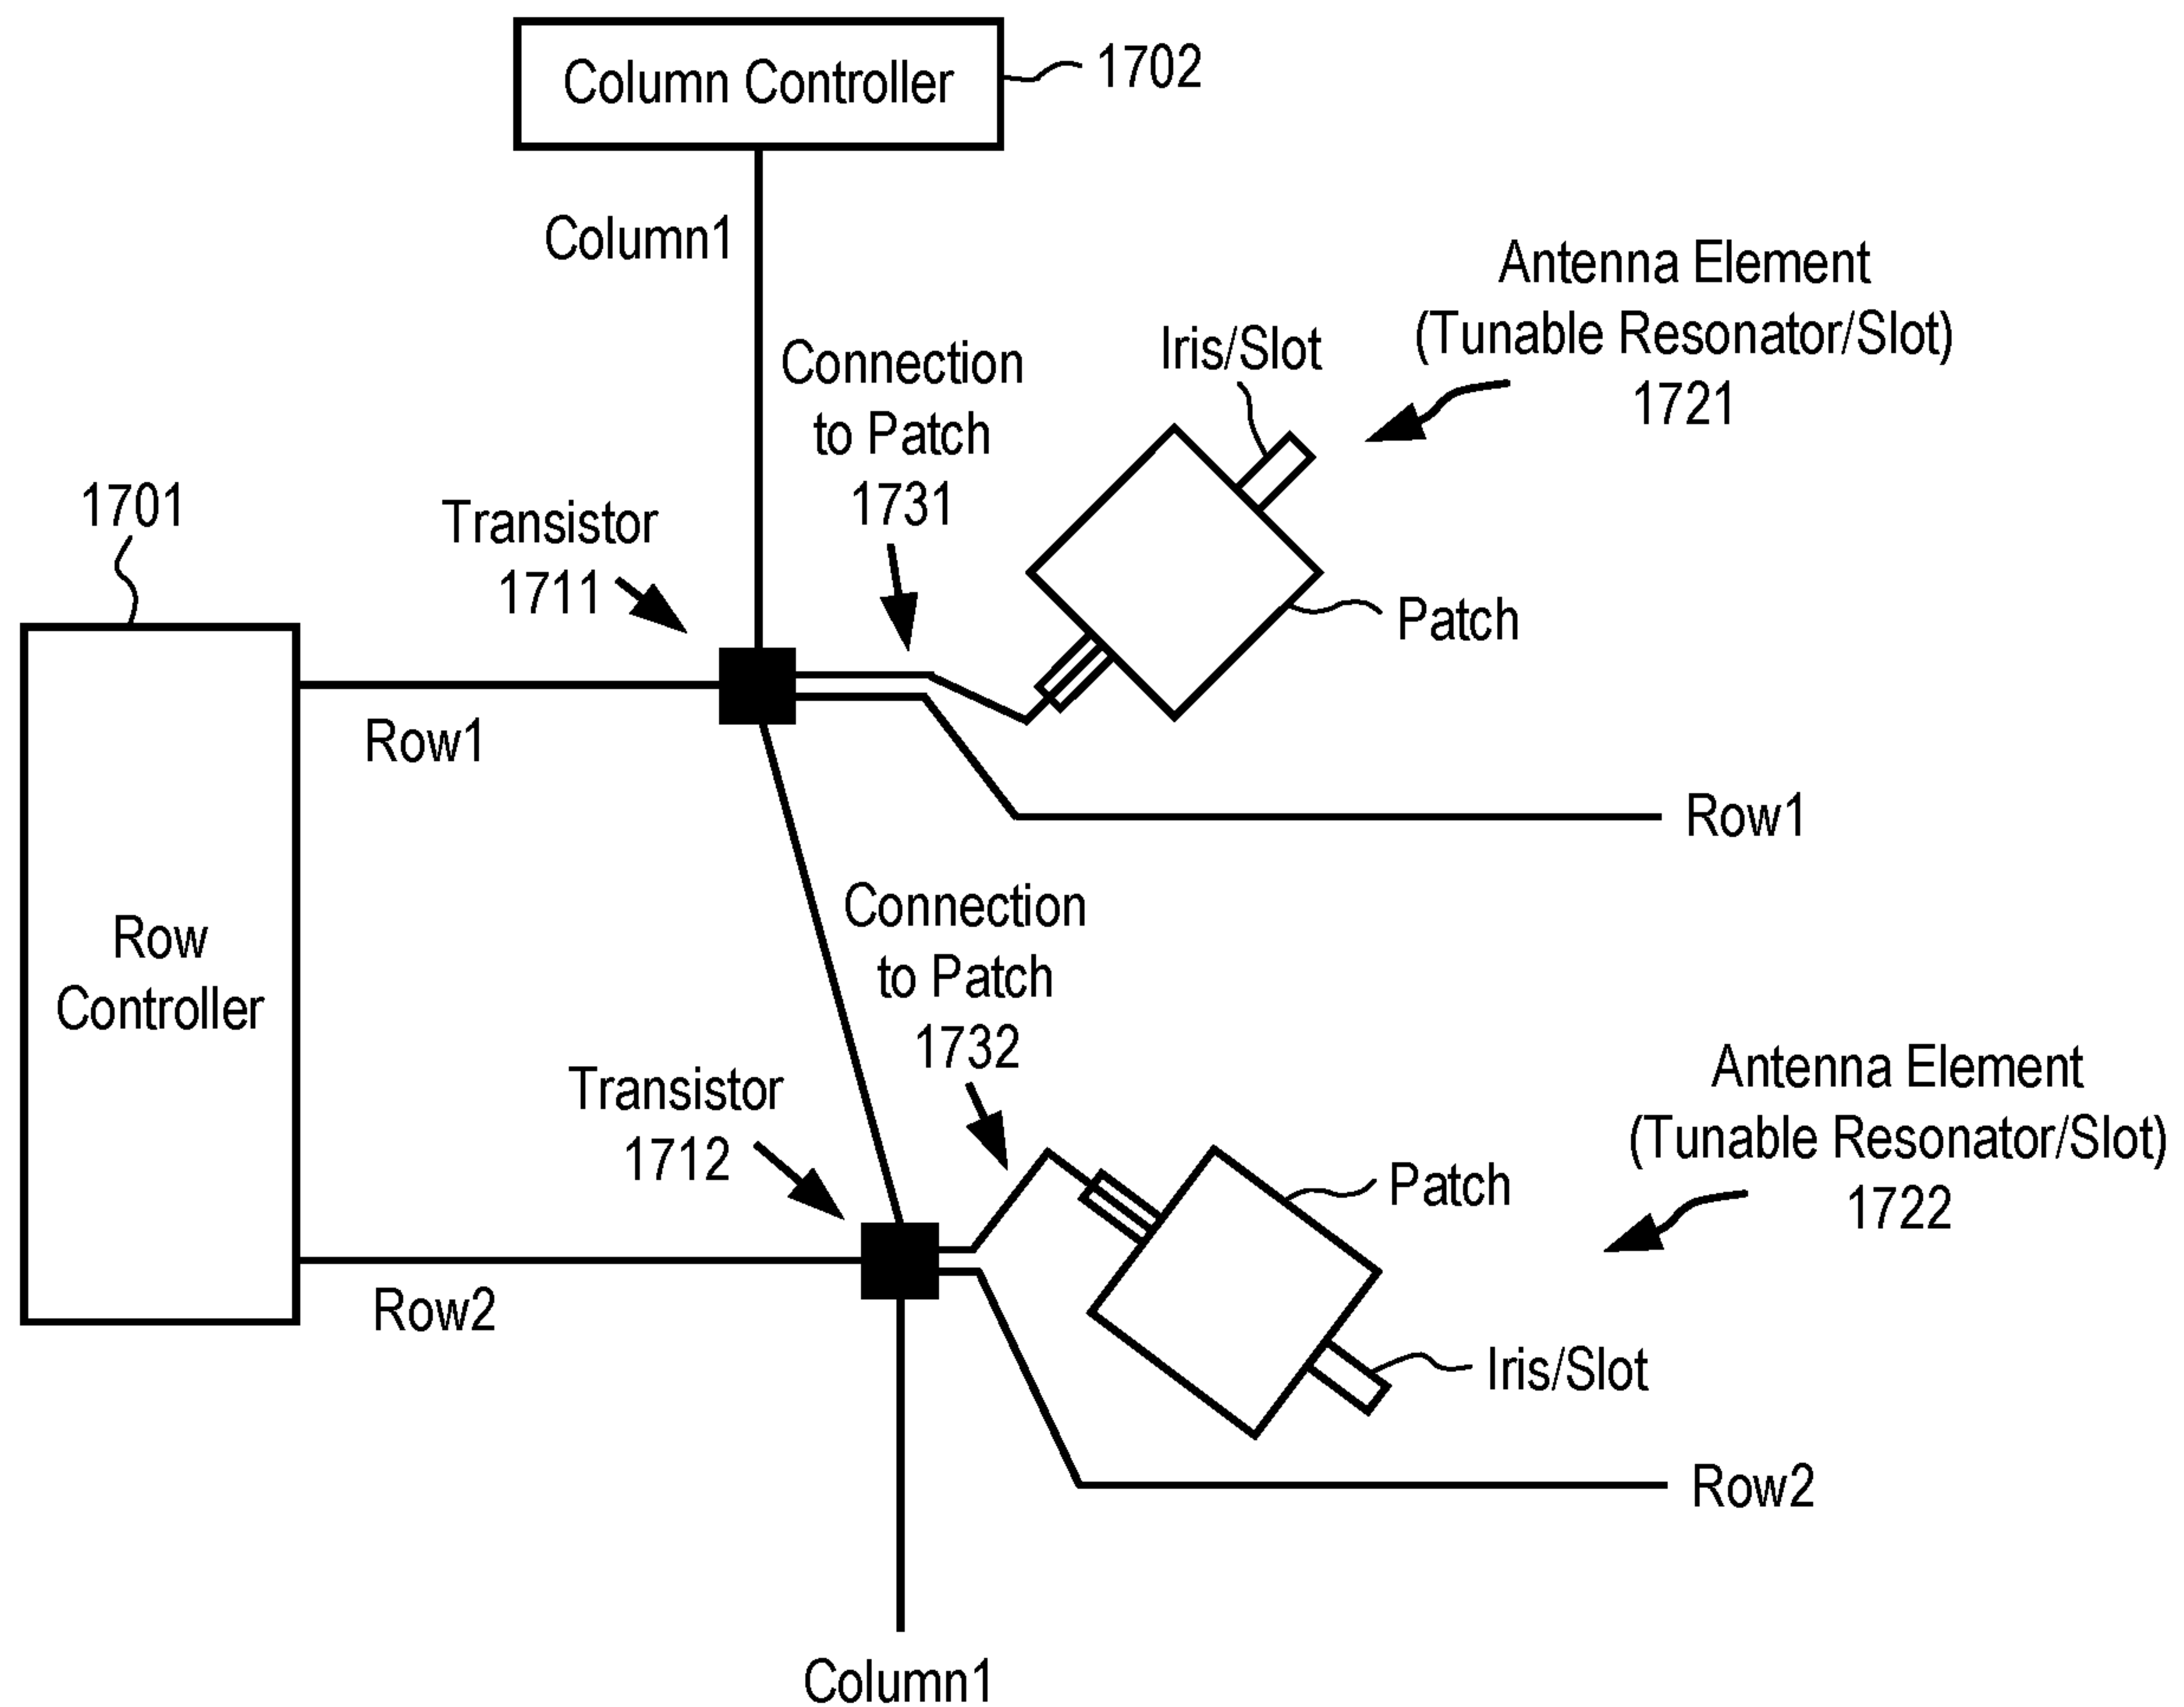 Column Controller
1702
Column1
Antenna Element
(Tunable Resonator/Slot)
1721
Iris/Slot
Connection
to Patch
1731
1701
Transistor
1711
Patch
Row1
Row1
Row
Controller
Connection
to Patch
1732
Transistor
1712
Antenna Element
(Tunable Resonator/Slot)
1722
Patch
Row2
Iris/Slot
Row2
Column1